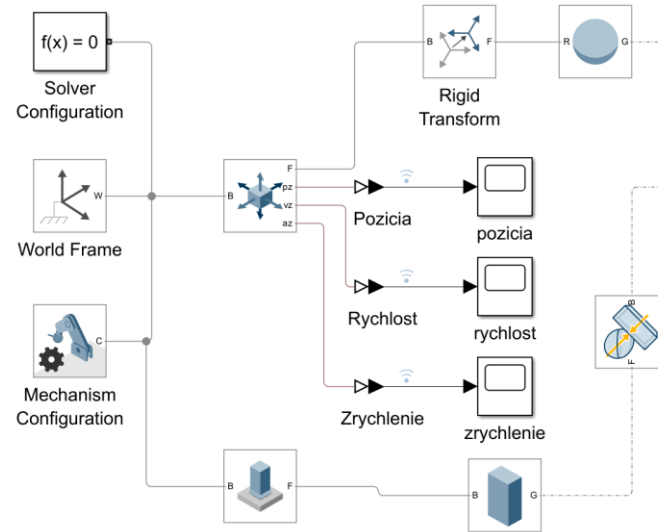 f(x) = 0
Solver
Configuration
B
F
R
G
Rigid
Transform
W
World Frame
B
F
pz
vz
az
Pozicia
pozicia
Rychlost
rychlost
C
Mechanism
Configuration
Zrychlenie
zrychlenie
B
F
B
F
B
G